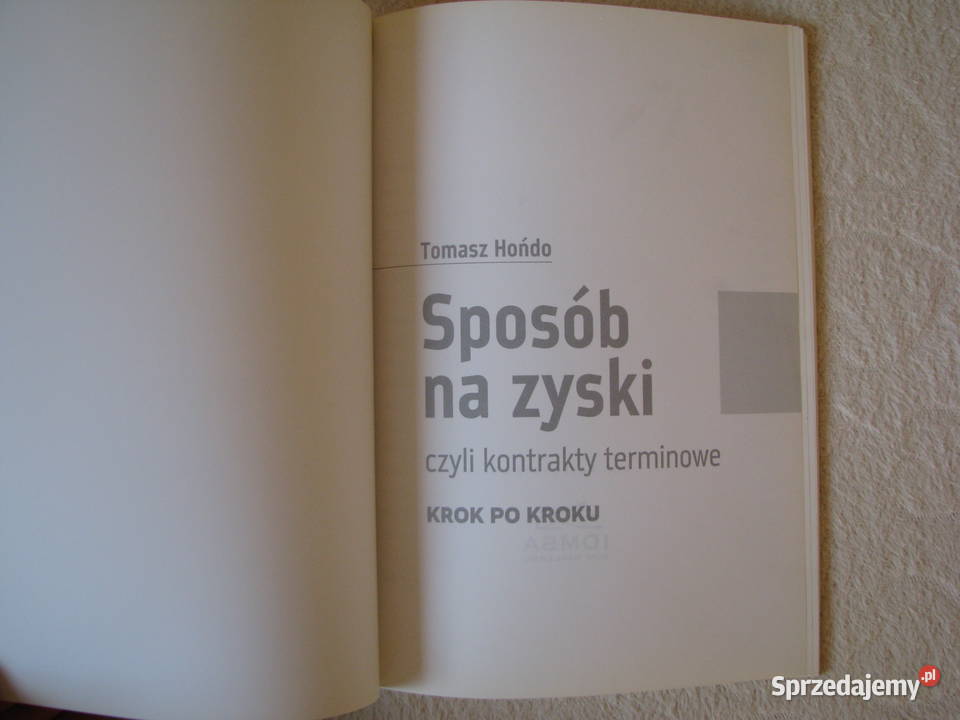 Tomasz Hońdo
Sposób
na zyski
czyli kontrakty terminowe
KROK PO KROKU
Sprzedajemy.pl